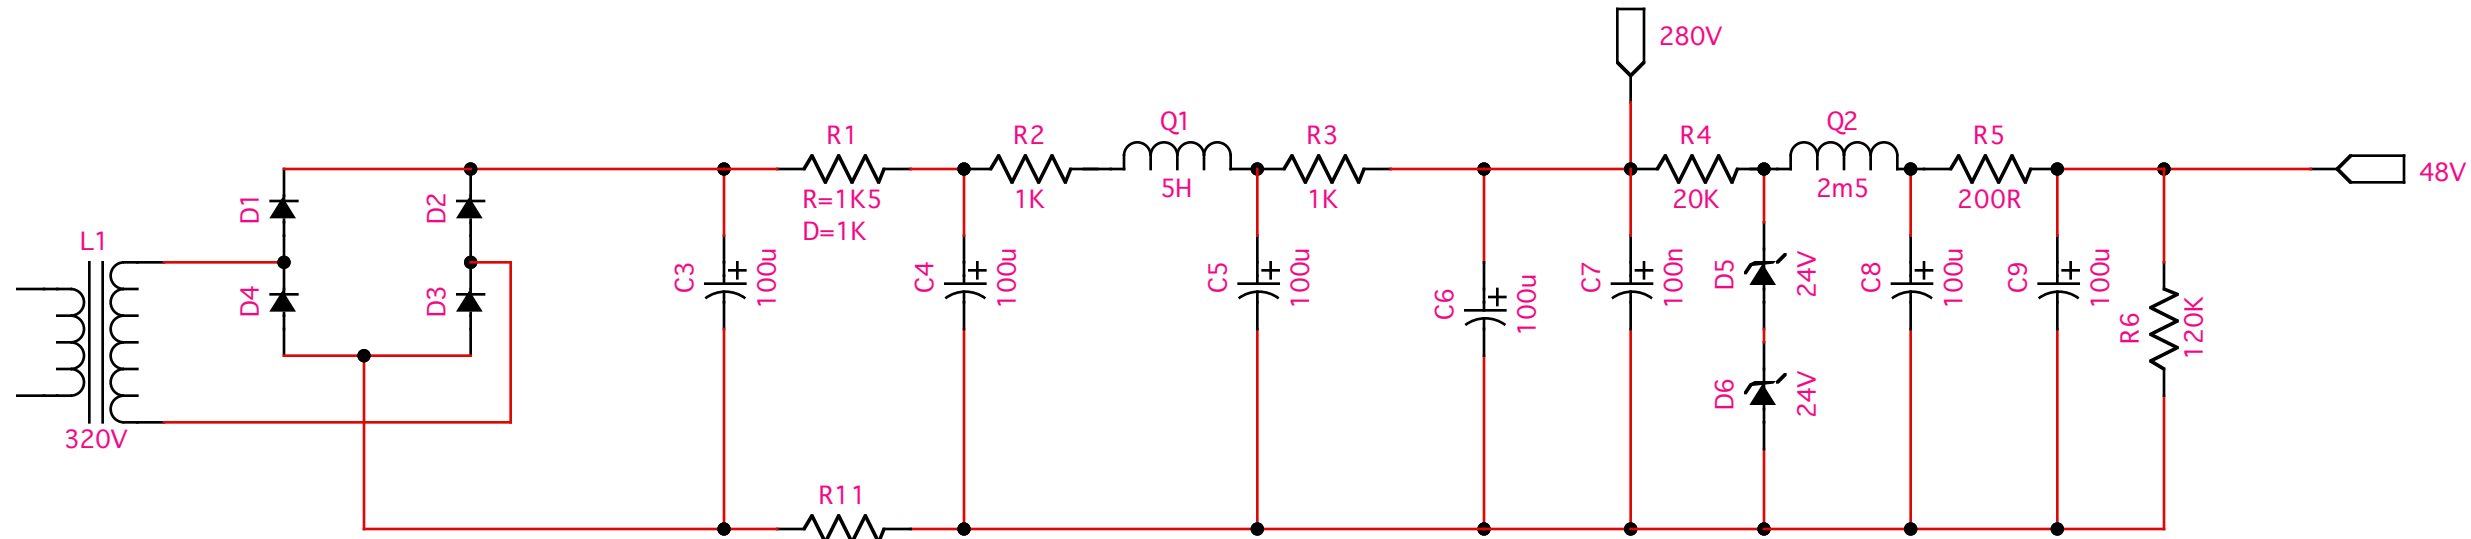 280V
R1
R2
Q1
R3
R4
Q2
R5
R=1K5
D=1K
1K
5H
1K
20K
2m5
200R
48V
D1
D2
L1
D4
D3
C3
100u
C4
100u
C5
100u
C6
100u
C7
100n
D5
24V
C8
100u
C9
100u
R6
120K
D6
24V
320V
R11